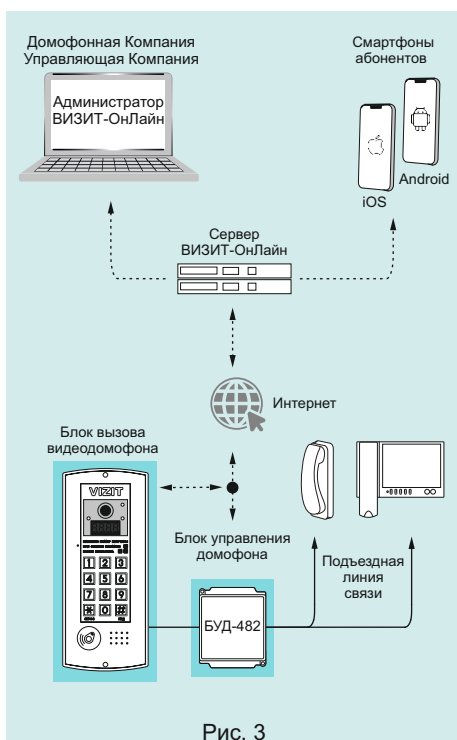 Домофонная Компания
Управляющая Компания
Администратор
ВИЗИТ-ОнЛайн
Смартфоны
абонентов
Android
iOS
Сервер
ВИЗИТ-ОнЛайн
Интернет
Блок вызова
видеодомофона
VIZIT
1 2 3
4 5 6
7 8 9
* 0 #
Блок управления
домофона
БУД-482
Подъездная
линия
связи
Рис. 3